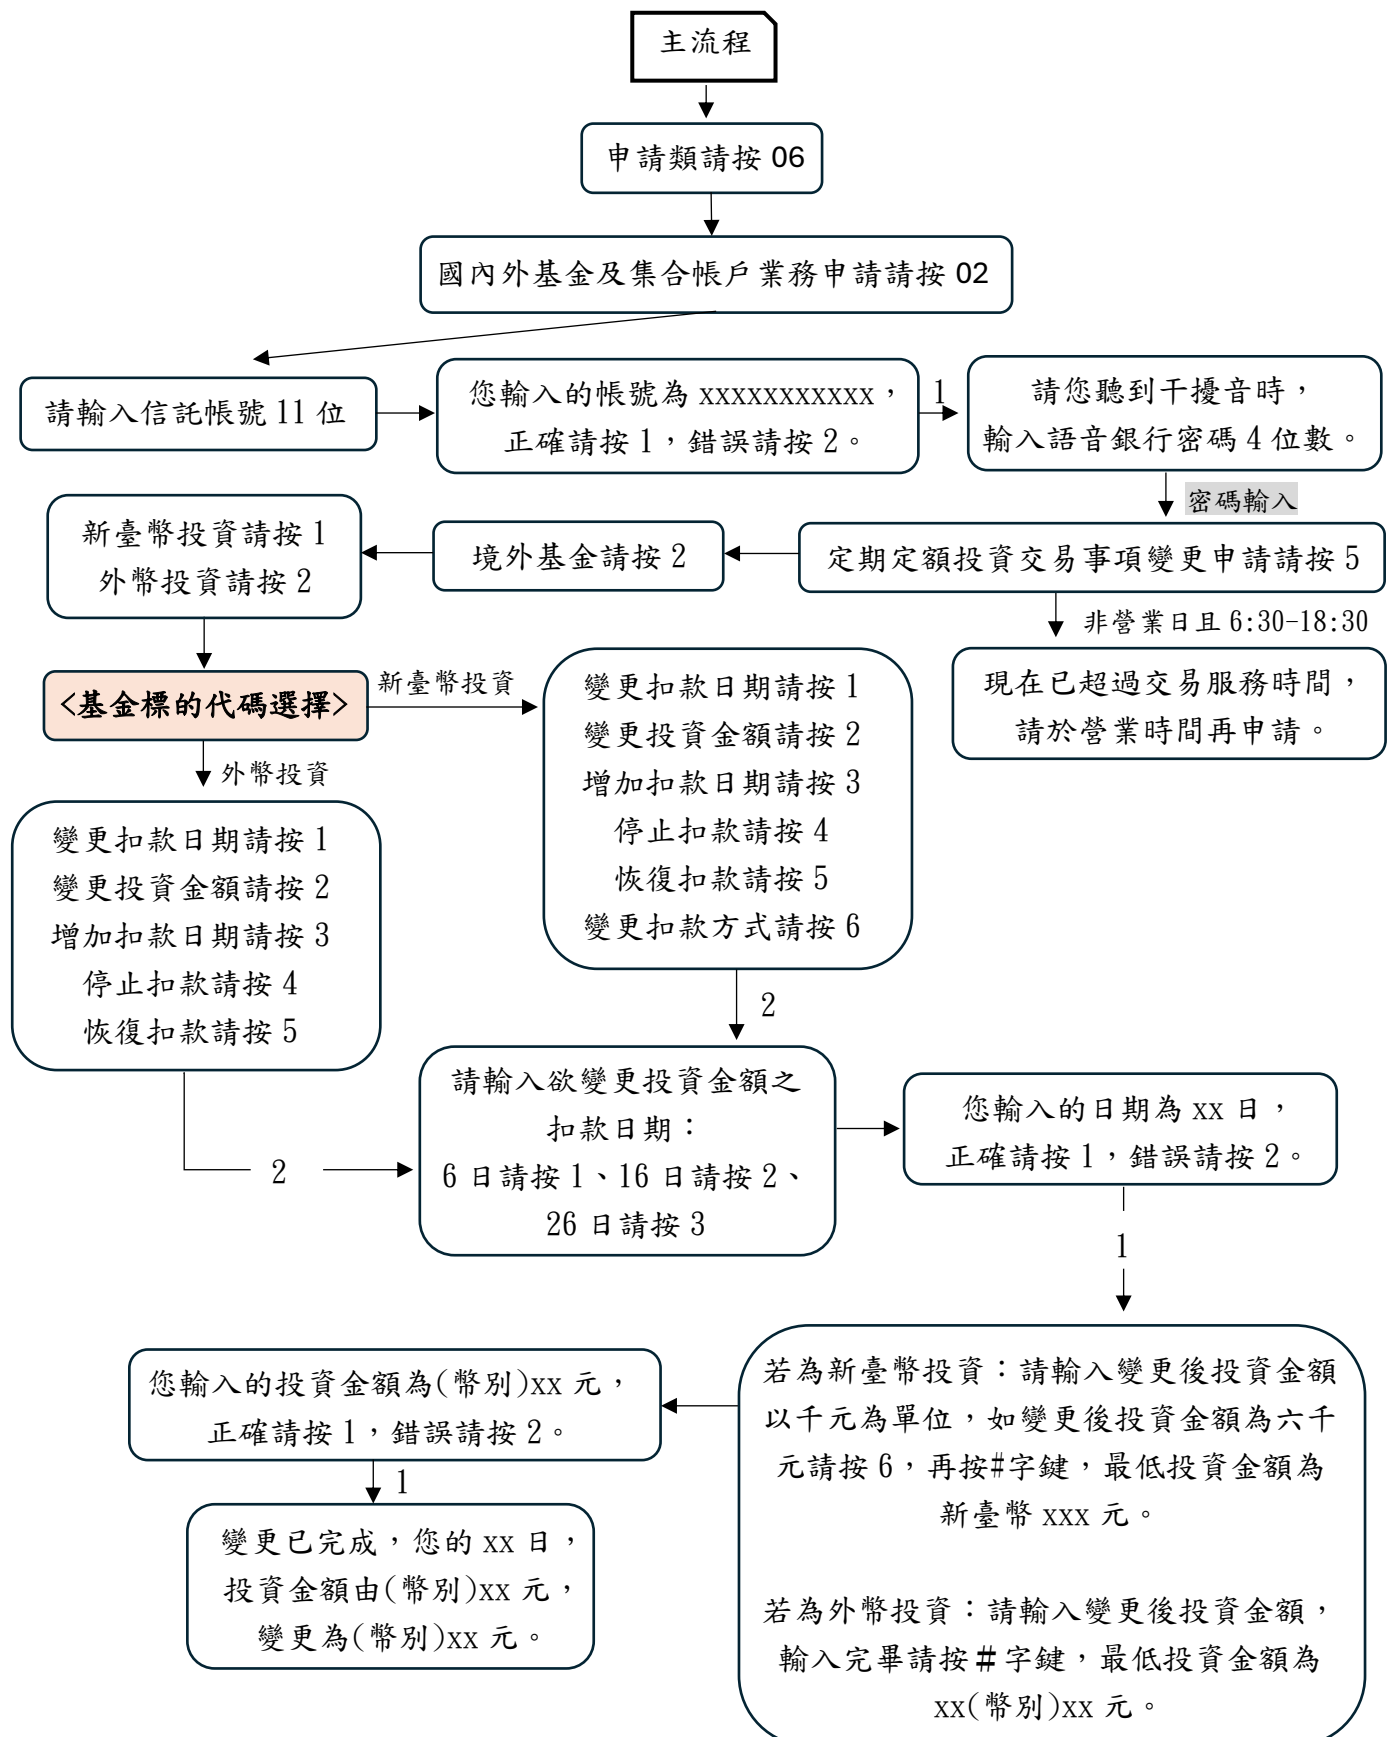 主流程
申請類請按 06
國內外基金及集合帳戶業務申請請按 02
請輸入信託帳號 11 位
您輸入的帳號為 xxxxxxxxxxx，
正確請按 1，錯誤請按 2。
1
請您聽到干擾音時，
輸入語音銀行密碼 4 位數。
密碼輸入
定期定額投資交易事項變更申請請按 5
境外基金請按 2
新臺幣投資請按 1
外幣投資請按 2
非營業日且 6:30-18:30
現在已超過交易服務時間，
請於營業時間再申請。
<基金標的代碼選擇>
新臺幣投資
變更扣款日期請按 1
變更投資金額請按 2
增加扣款日期請按 3
停止扣款請按 4
恢復扣款請按 5
變更扣款方式請按 6
外幣投資
變更扣款日期請按 1
變更投資金額請按 2
增加扣款日期請按 3
停止扣款請按 4
恢復扣款請按 5
2
2
請輸入欲變更投資金額之
扣款日期：
6 日請按 1、16 日請按 2、
26 日請按 3
您輸入的日期為 xx 日，
正確請按 1，錯誤請按 2。
1
若為新臺幣投資：請輸入變更後投資金額
以千元為單位，如變更後投資金額為六千
元請按 6，再按#字鍵，最低投資金額為
新臺幣 xxx 元。
若為外幣投資：請輸入變更後投資金額，
輸入完畢請按＃字鍵，最低投資金額為
xx(幣別)xx 元。
您輸入的投資金額為(幣別)xx 元，
正確請按 1，錯誤請按 2。
1
變更已完成，您的 xx 日，
投資金額由(幣別)xx 元，
變更為(幣別)xx 元。